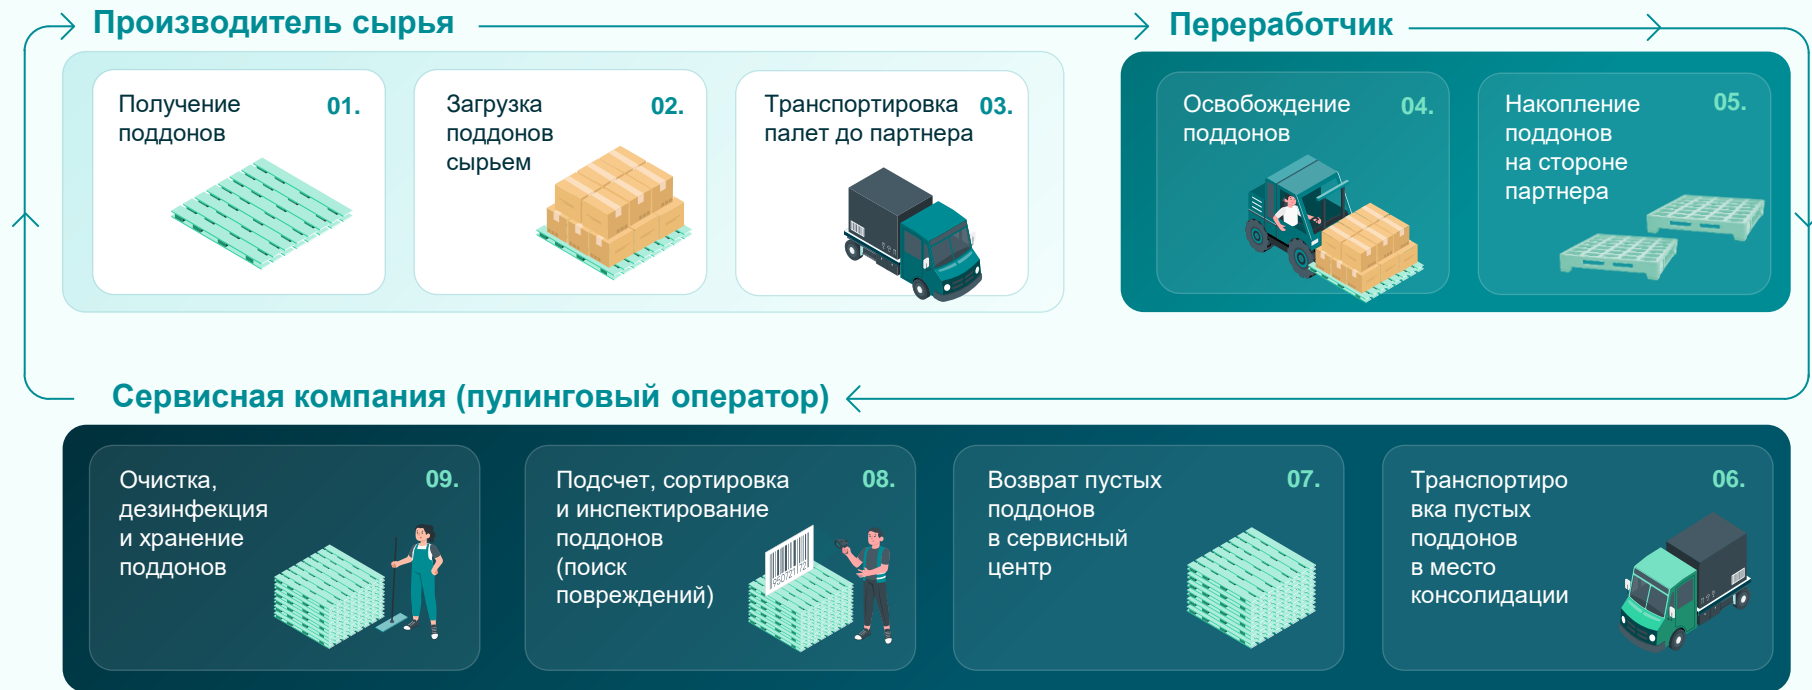 Производитель сырья
Переработчик
Получение
поддонов
01.
Загрузка
поддонов
сырьем
02.
Транспортировка
палет до партнера
03.
Освобождение
поддонов
04.
Накопление
поддонов
на стороне
партнера
05.
Сервисная компания (пулинговый оператор)
Очистка,
дезинфекция
и хранение
поддонов
09.
Подсчет, сортировка
и инспектирование
поддонов
(поиск
повреждений)
08.
950721172
Возврат пустых
поддонов
в сервисный
центр
07.
Транспортиро
вка пустых
поддонов
в место
консолидации
06.